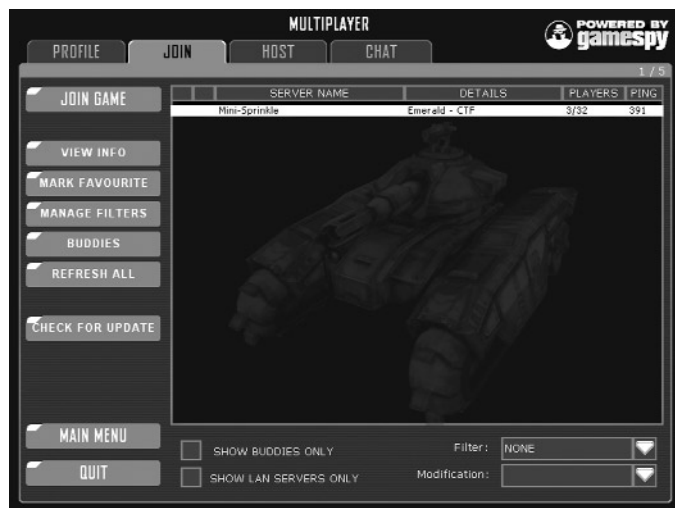 MULTIPLAYER
POWERED BY
gamespy
PROFILE JOIN HOST CHAT
1 / 5
JOIN GAME
SERVER NAME DETAILS PLAYERS PING
Mini-Sprinkle Emerald - CTF 3/32 391
VIEW INFO
MARK FAVOURITE
MANAGE FILTERS
BUDDIES
REFRESH ALL
CHECK FOR UPDATE
MAIN MENU
QUIT
SHOW BUDDIES ONLY
Filter: NONE
SHOW LAN SERVERS ONLY
Modification: